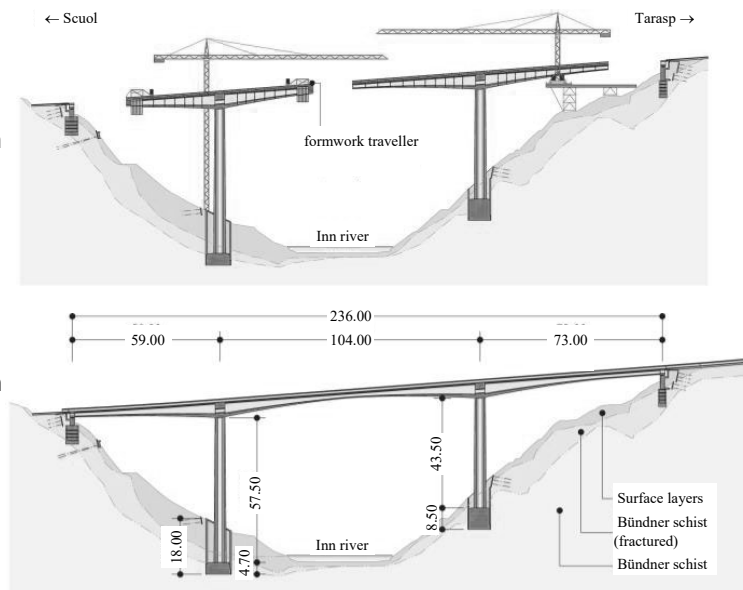 ← Scuol
Tarasp →
formwork traveller
Inn river
236.00
59.00
104.00
73.00
57.50
43.50
8.50
18.00
4.70
Inn river
Surface layers
Bündner schist
(fractured)
Bündner schist